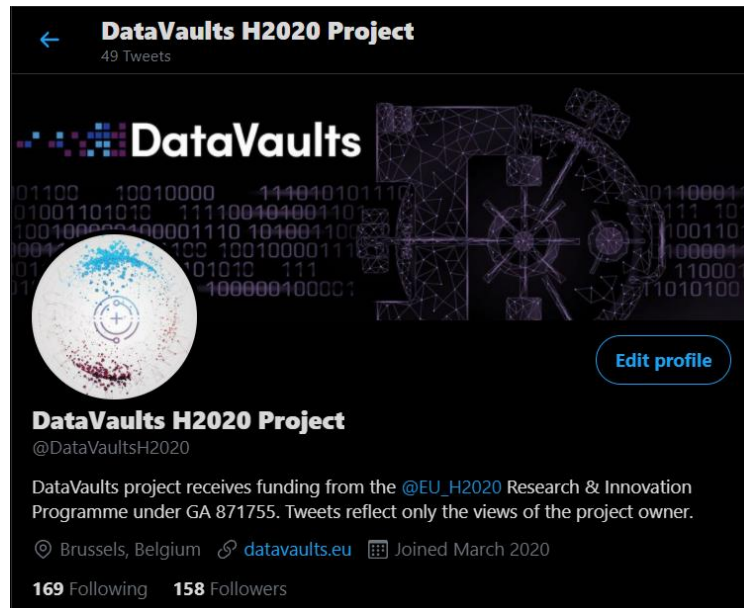 DataVaults H2020 Project
49 Tweets
DataVaults
Edit profile
DataVaults H2020 Project
@DataVaultsH2020
DataVaults project receives funding from the @EU_H2020 Research & Innovation
Programme under GA 871755. Tweets reflect only the views of the project owner.
Brussels, Belgium datavaults.eu Joined March 2020
169 Following 158 Followers